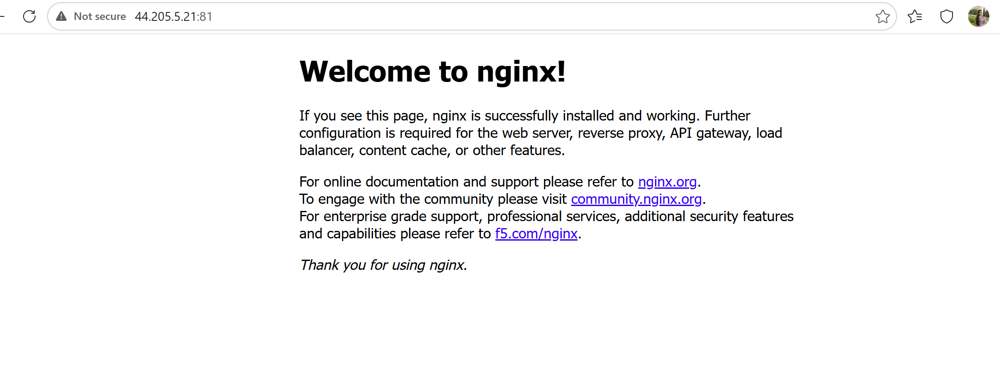 Not secure 44.205.5.21:81
Welcome to nginx!
If you see this page, nginx is successfully installed and working. Further
configuration is required for the web server, reverse proxy, API gateway, load
balancer, content cache, or other features.
For online documentation and support please refer to nginx.org.
To engage with the community please visit community.nginx.org.
For enterprise grade support, professional services, additional security features
and capabilities please refer to f5.com/nginx.
Thank you for using nginx.